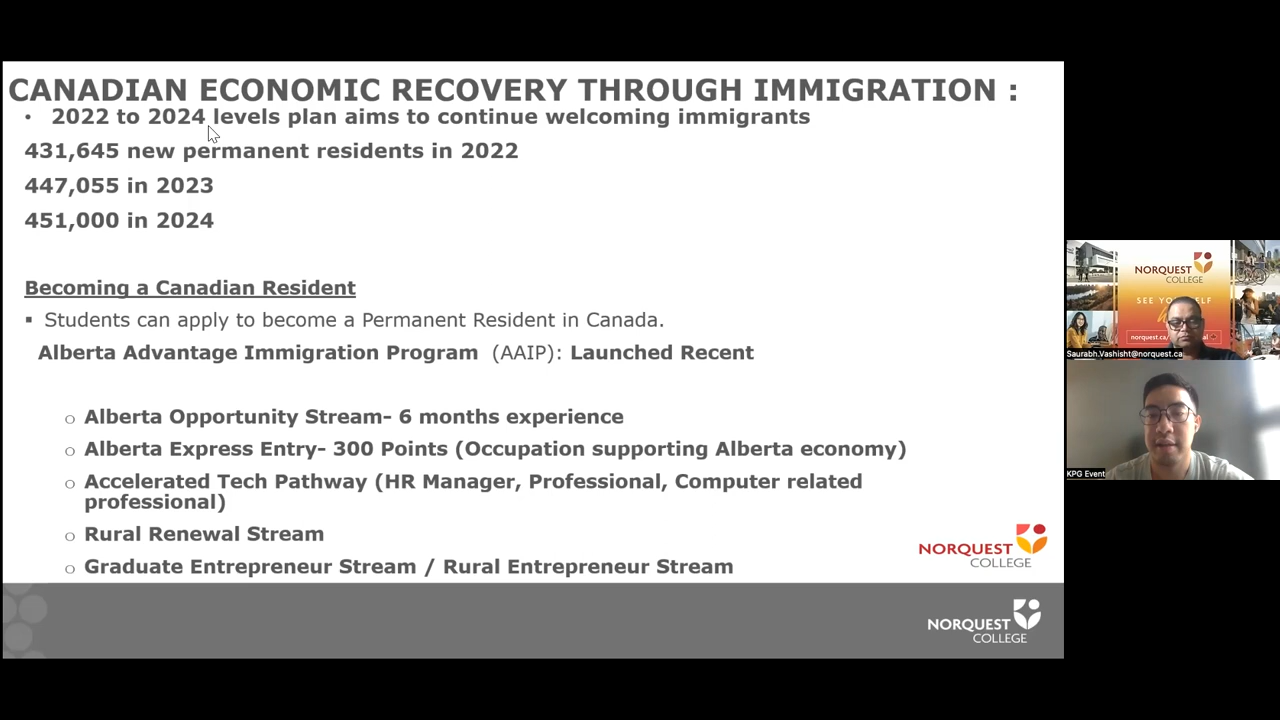 CANADIAN ECONOMIC RECOVERY THROUGH IMMIGRATION :
• 2022 to 2024 levels plan aims to continue welcoming immigrants
431,645 new permanent residents in 2022
447,055 in 2023
451,000 in 2024
Becoming a Canadian Resident
▪ Students can apply to become a Permanent Resident in Canada.
Alberta Advantage Immigration Program (AAIP): Launched Recent
o Alberta Opportunity Stream- 6 months experience
o Alberta Express Entry- 300 Points (Occupation supporting Alberta economy)
o Accelerated Tech Pathway (HR Manager, Professional, Computer related
professional)
o Rural Renewal Stream
o Graduate Entrepreneur Stream / Rural Entrepreneur Stream
NORQUEST
COLLEGE
NORQUEST
COLLEGE
NORQUEST
COLLEGE
SEE YOURSELF
Saurabh.Vashisht@norquest.ca
KPG Event